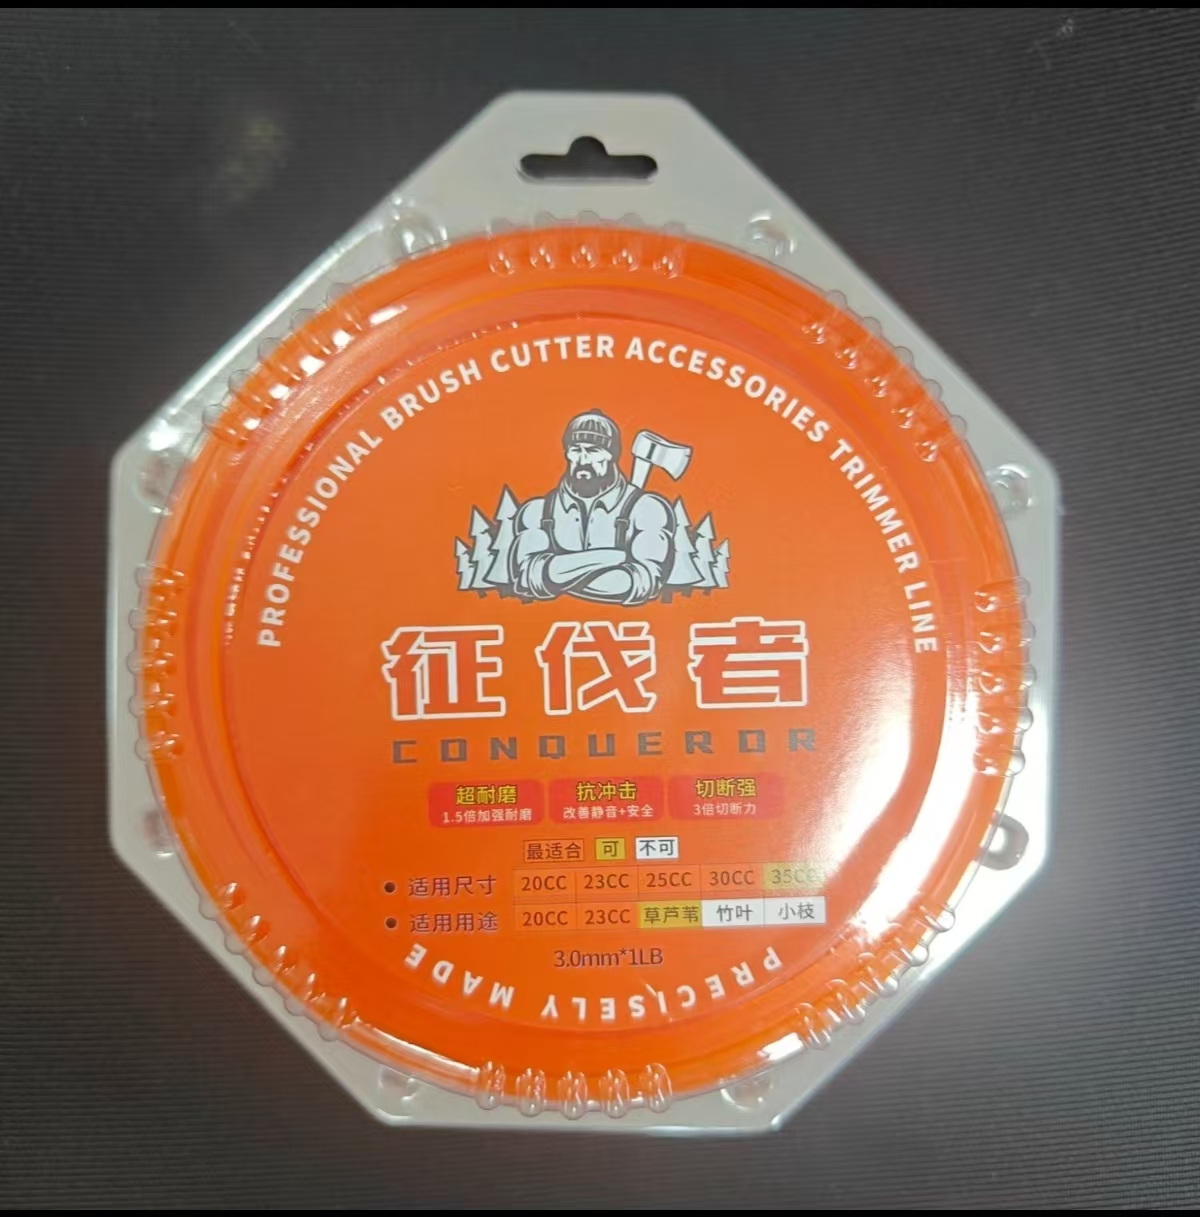 PROFESSIONAL BRUSH CUTTER ACCESSORIES TRIMMER LINE
征伐者
CONQUEROR
超耐磨 抗冲击 切断强
1.5倍加强耐磨 改善静音+安全 3倍切断力
最适合 可 不可
● 适用尺寸 20CC 23CC 25CC 30CC 35CC
● 适用用途 20CC 23CC 草芦苇 竹叶 小枝
3.0mm*1LB
PRECISELY MADE